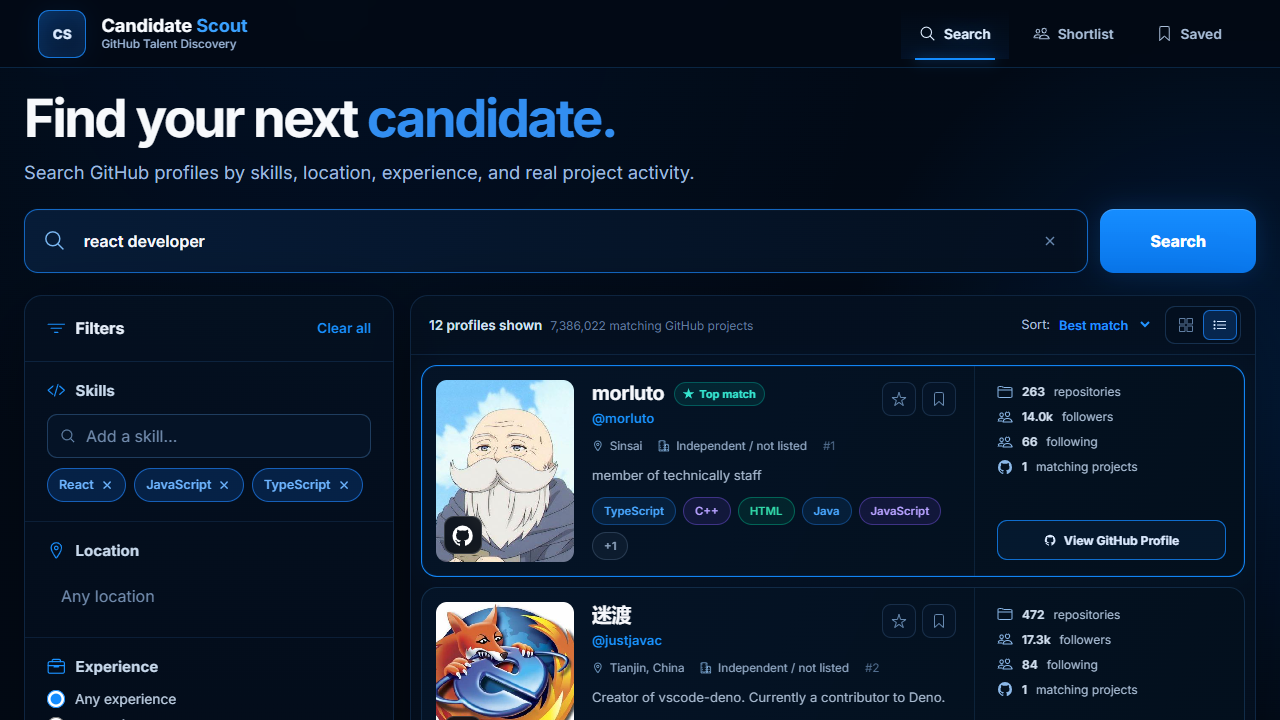 CS
Candidate Scout
GitHub Talent Discovery
Search
Shortlist
Saved
Find your next candidate.
Search GitHub profiles by skills, location, experience, and real project activity.
react developer
×
Search
Filters
Clear all
Skills
Add a skill...
React ×
JavaScript ×
TypeScript ×
Location
Any location
Experience
Any experience
12 profiles shown
7,386,022 matching GitHub projects
Sort: Best match
morluto
★ Top match
@morluto
Sinsai
Independent / not listed
#1
member of technically staff
TypeScript
C++
HTML
Java
JavaScript
+1
263 repositories
14.0k followers
66 following
1 matching projects
View GitHub Profile
迷渡
@justjavac
Tianjin, China
Independent / not listed
#2
Creator of vscode-deno. Currently a contributor to Deno.
472 repositories
17.3k followers
84 following
1 matching projects